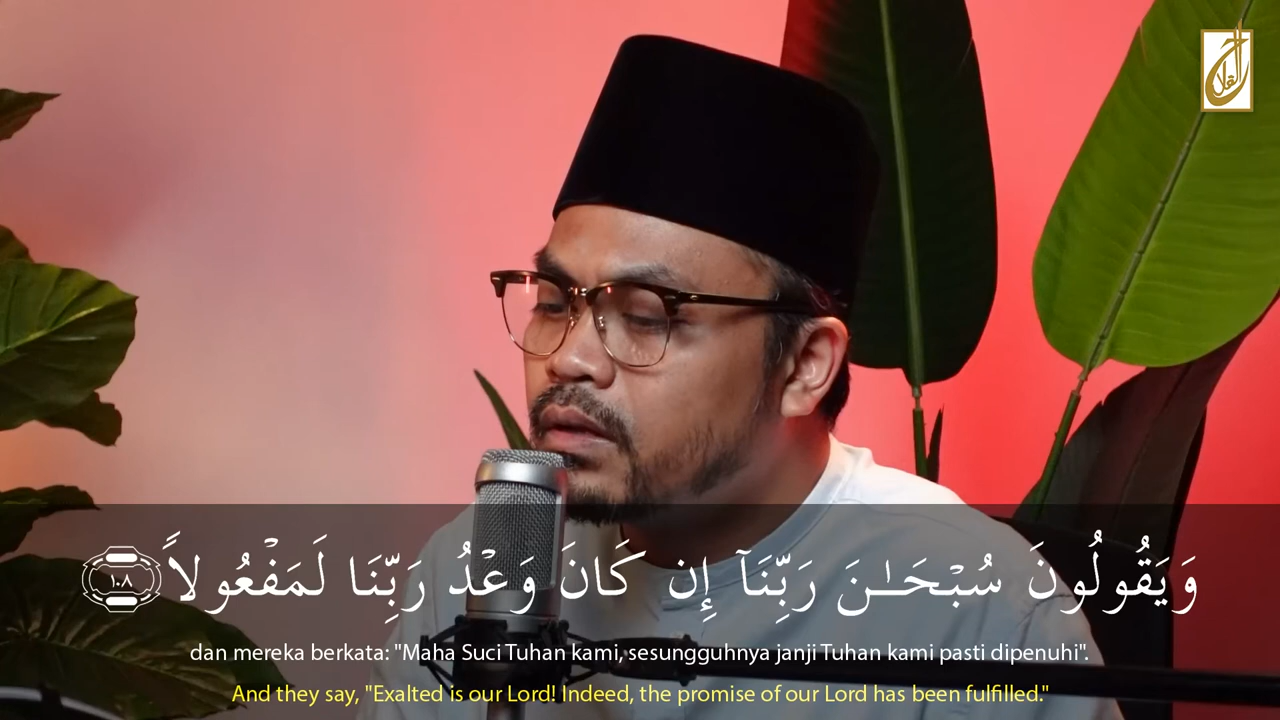 العلاج
وَيَقُولُونَ سُبْحَـٰنَ رَبِّنَآ إِن كَانَ وَعْدُ رَبِّنَا لَمَفْعُولاً ١٠٨
dan mereka berkata: "Maha Suci Tuhan kami, sesungguhnya janji Tuhan kami pasti dipenuhi".
And they say, "Exalted is our Lord! Indeed, the promise of our Lord has been fulfilled."